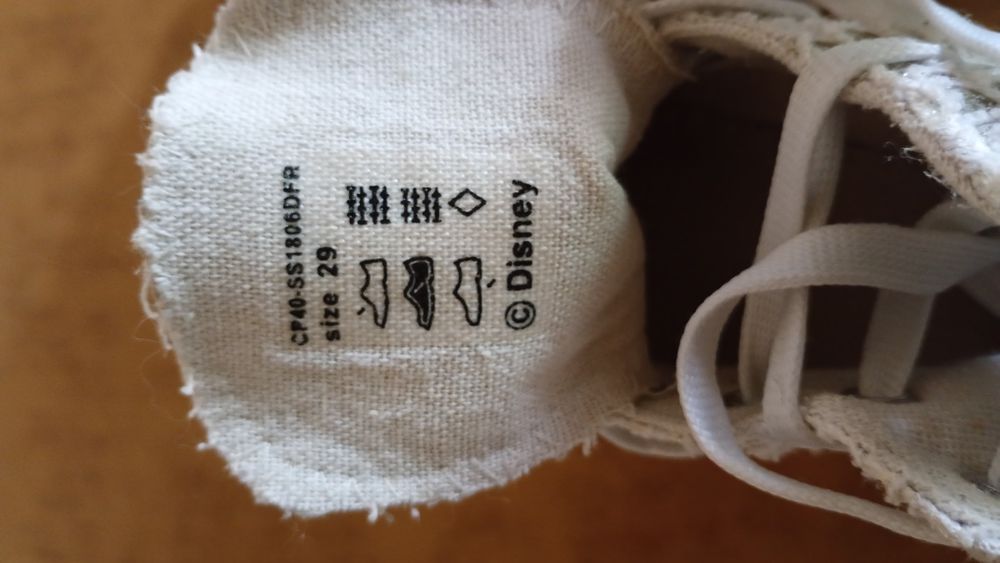 CP40-SS1806DFR
size 29
© Disney